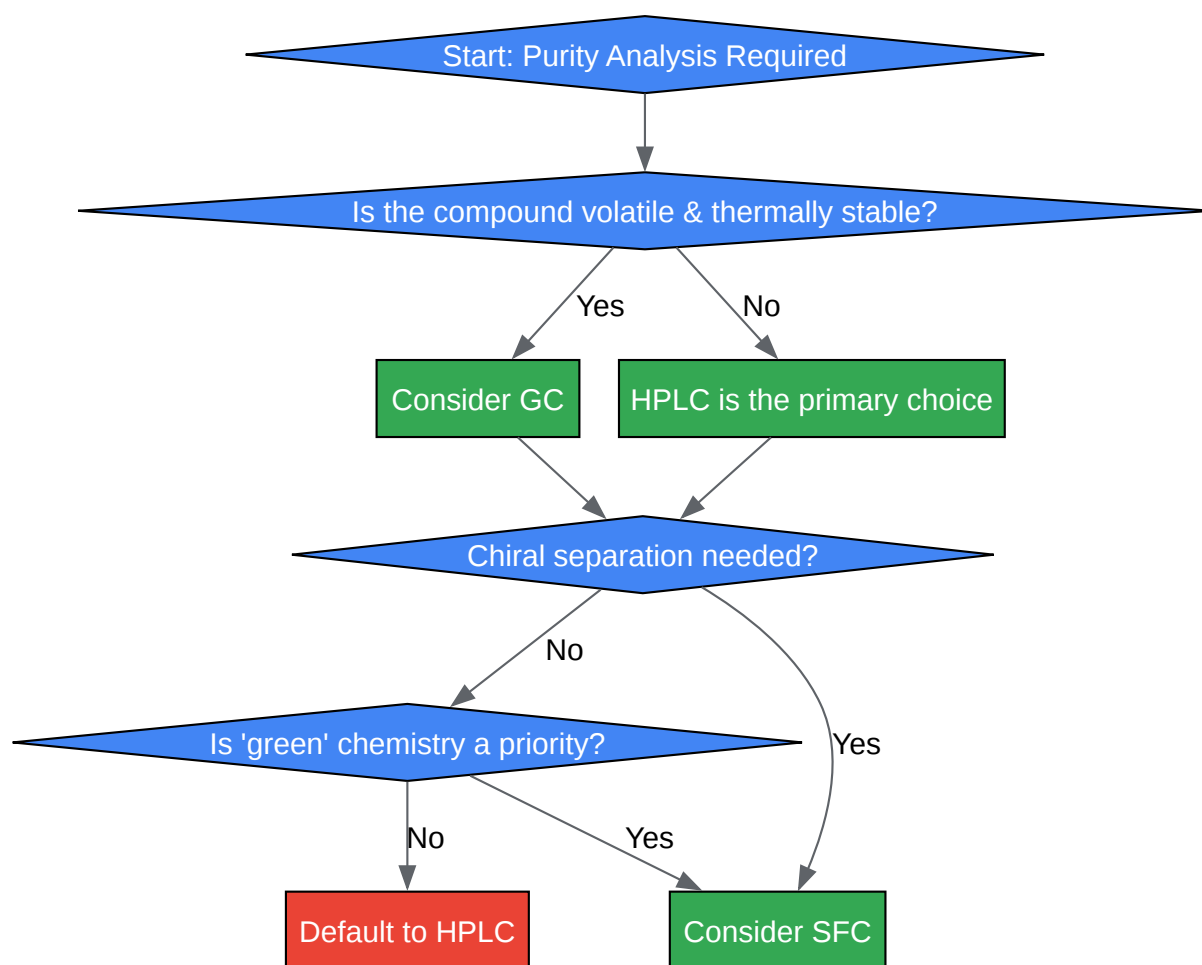 Start: Purity Analysis Required
Is the compound volatile & thermally stable?
Yes
No
Consider GC
HPLC is the primary choice
Chiral separation needed?
No
Is 'green' chemistry a priority?
Yes
No
Yes
Default to HPLC
Consider SFC